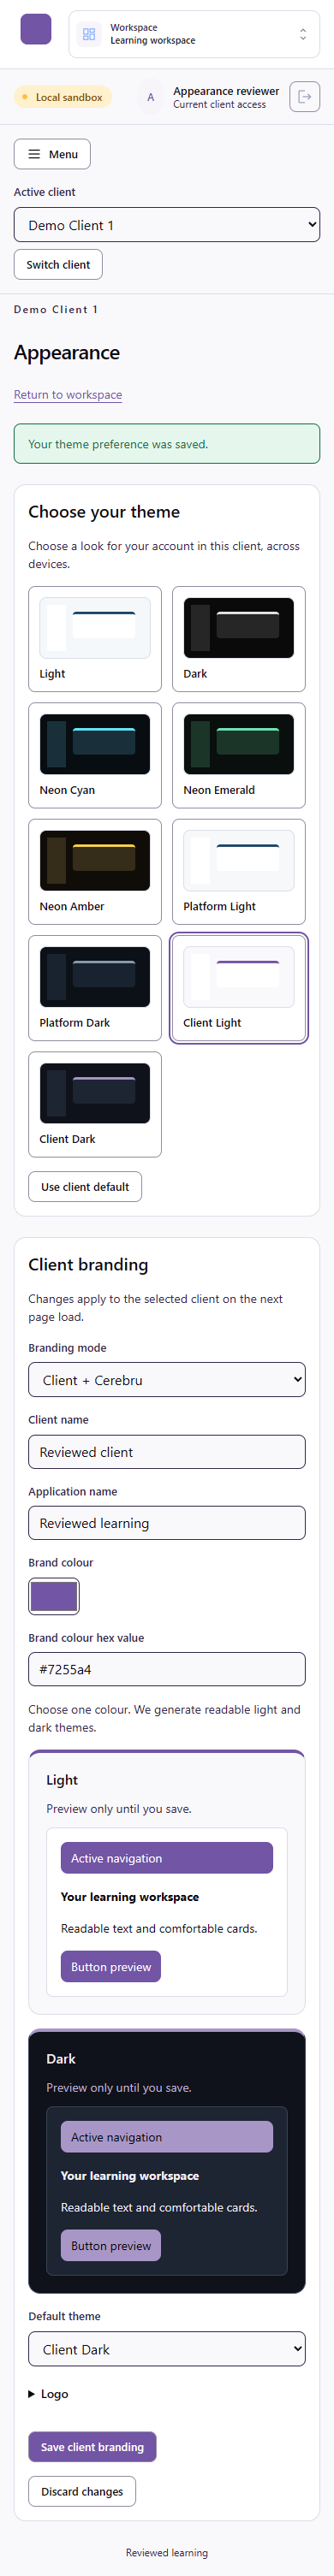 Workspace
Learning workspace
Local sandbox
A
Appearance reviewer
Current client access
Menu
Active client
Demo Client 1
Switch client
Demo Client 1
Appearance
Return to workspace
Your theme preference was saved.
Choose your theme
Choose a look for your account in this client, across
devices.
Light
Dark
Neon Cyan
Neon Emerald
Neon Amber
Platform Light
Platform Dark
Client Light
Client Dark
Use client default
Client branding
Changes apply to the selected client on the next
page load.
Branding mode
Client + Cerebru
Client name
Reviewed client
Application name
Reviewed learning
Brand colour
Brand colour hex value
#7255a4
Choose one colour. We generate readable light and
dark themes.
Light
Preview only until you save.
Active navigation
Your learning workspace
Readable text and comfortable cards.
Button preview
Dark
Preview only until you save.
Active navigation
Your learning workspace
Readable text and comfortable cards.
Button preview
Default theme
Client Dark
Logo
Save client branding
Discard changes
Reviewed learning